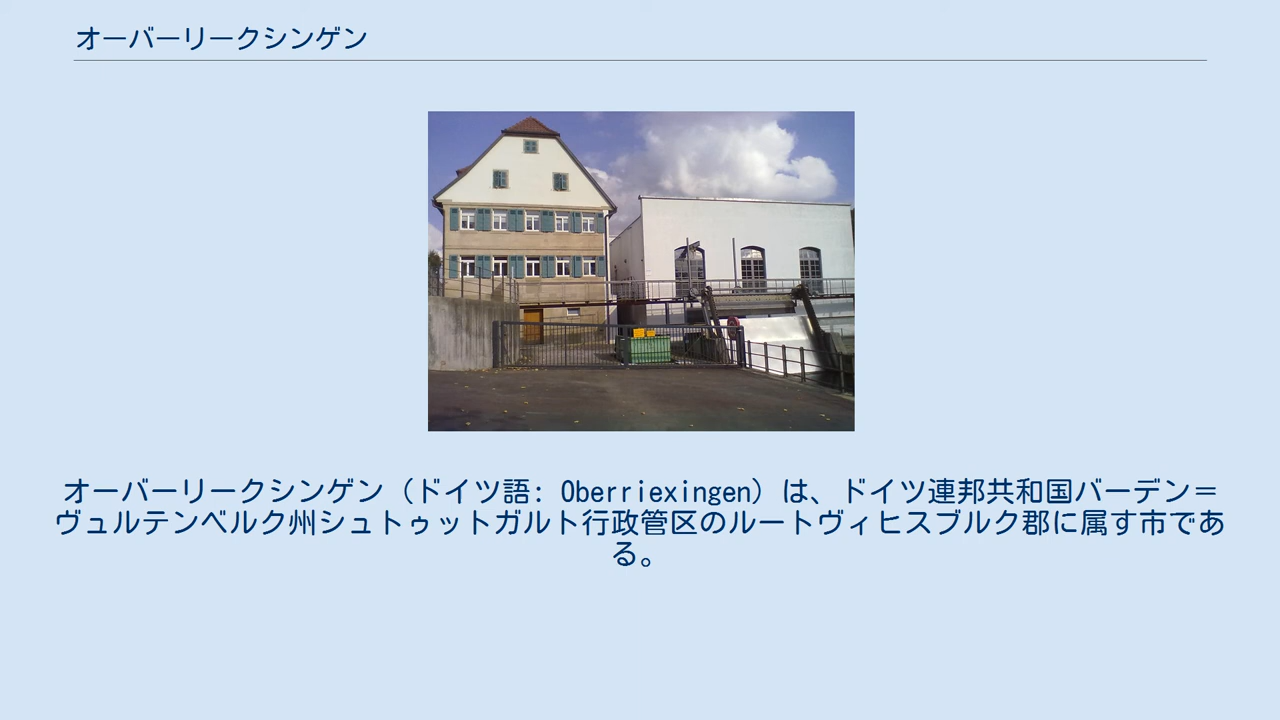 オーバーリークシンゲン
オーバーリークシンゲン（ドイツ語: Oberriexingen）は、ドイツ連邦共和国バーデン＝
ヴュルテンベルク州シュトゥットガルト行政管区のルートヴィヒスブルク郡に属す市であ
る。